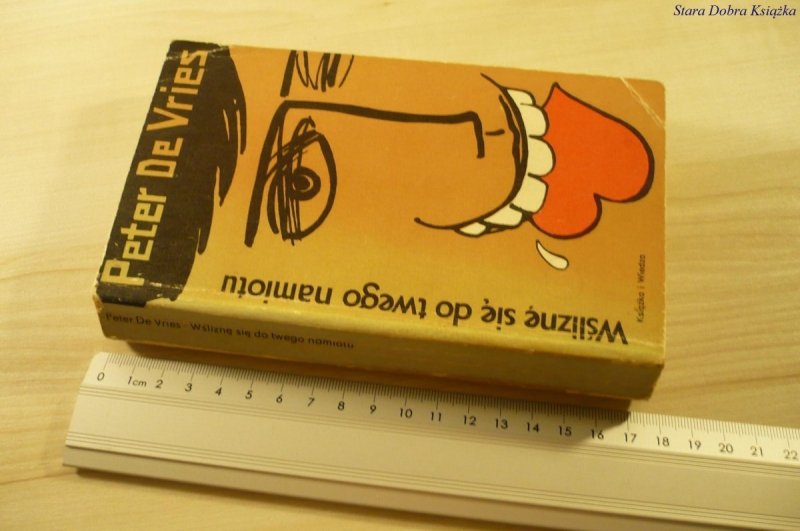 Stara Dobra Książka
Peter De Vries
Wśliznę się do twego namiotu
Książka i Wiedza
Peter De Vries - Wśliznę się do twego namiotu
0 1cm 2 3 4 5 6 7 8 9 10 11 12 13 14 15 16 17 18 19 20 21 22